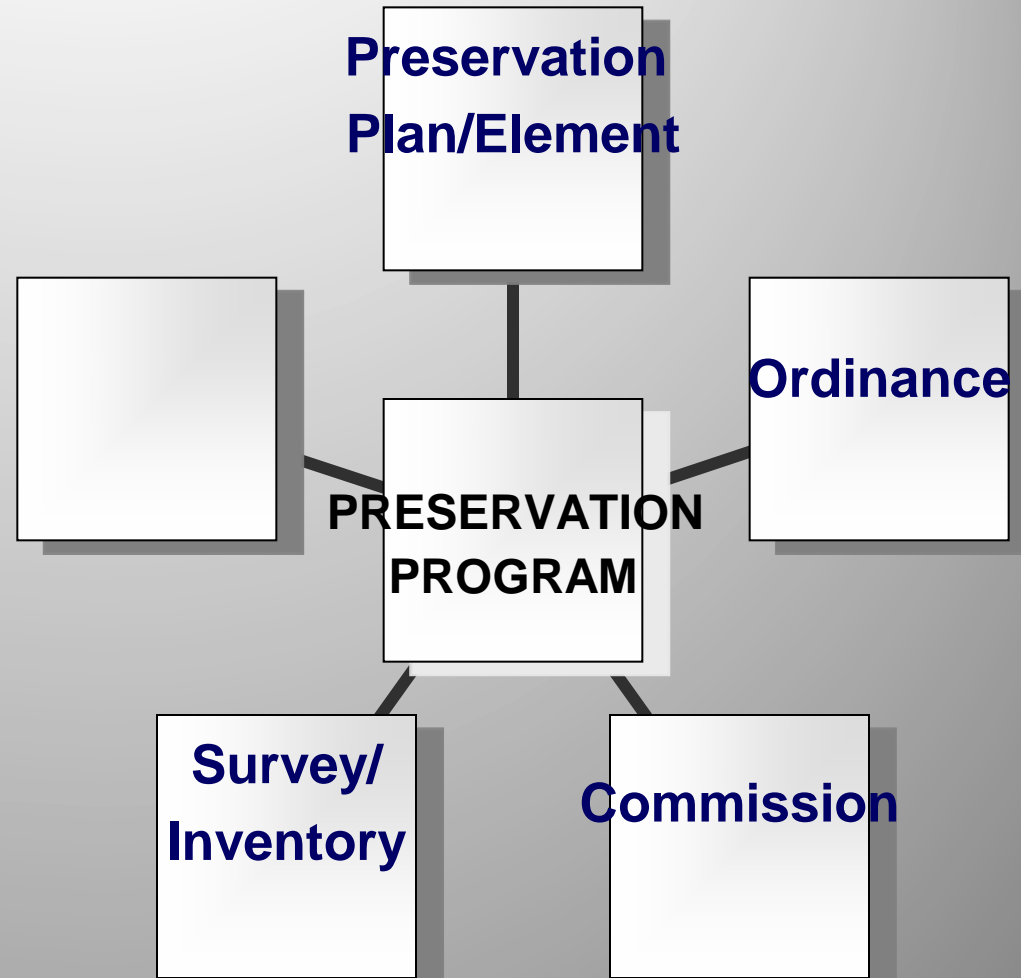 Preservation
Plan/Element
Ordinance
PRESERVATION
PROGRAM
Survey/
Inventory
Commission